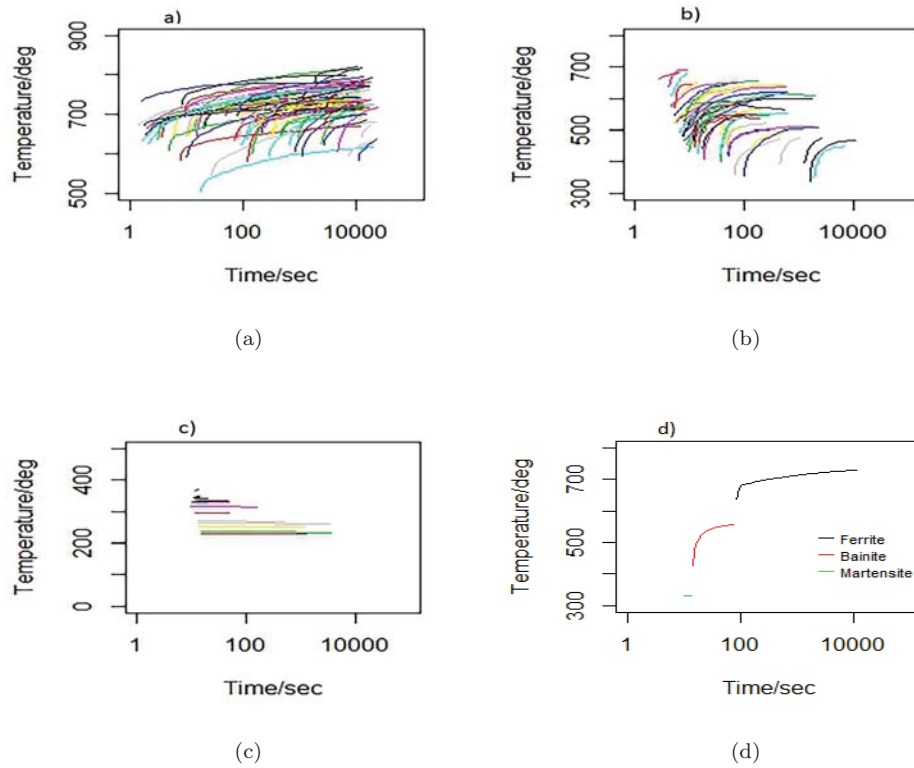 a)
Temperature/deg
900
700
500
1
100
10000
Time/sec
(a)
b)
Temperature/deg
700
500
300
1
100
10000
Time/sec
(b)
c)
Temperature/deg
400
200
0
1
100
10000
Time/sec
(c)
d)
Temperature/deg
700
500
300
Ferrite
Bainite
Martensite
1
100
10000
Time/sec
(d)